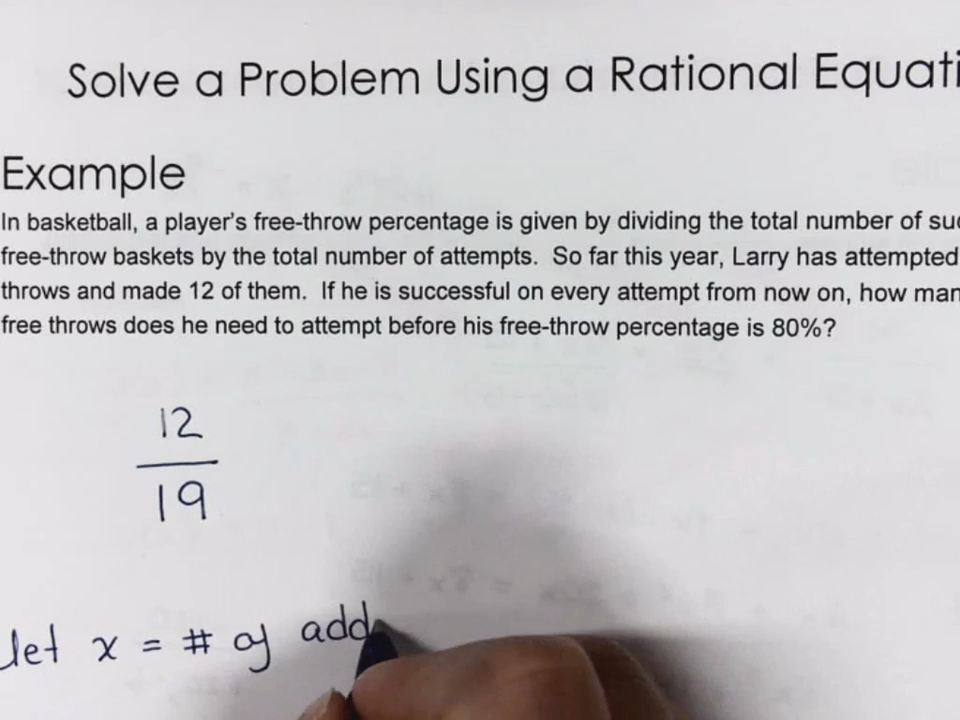 Solve a Problem Using a Rational Equati
Example
In basketball, a player's free-throw percentage is given by dividing the total number of suc
free-throw baskets by the total number of attempts. So far this year, Larry has attempted
throws and made 12 of them. If he is successful on every attempt from now on, how man
free throws does he need to attempt before his free-throw percentage is 80%?
12
19
let x = # of add